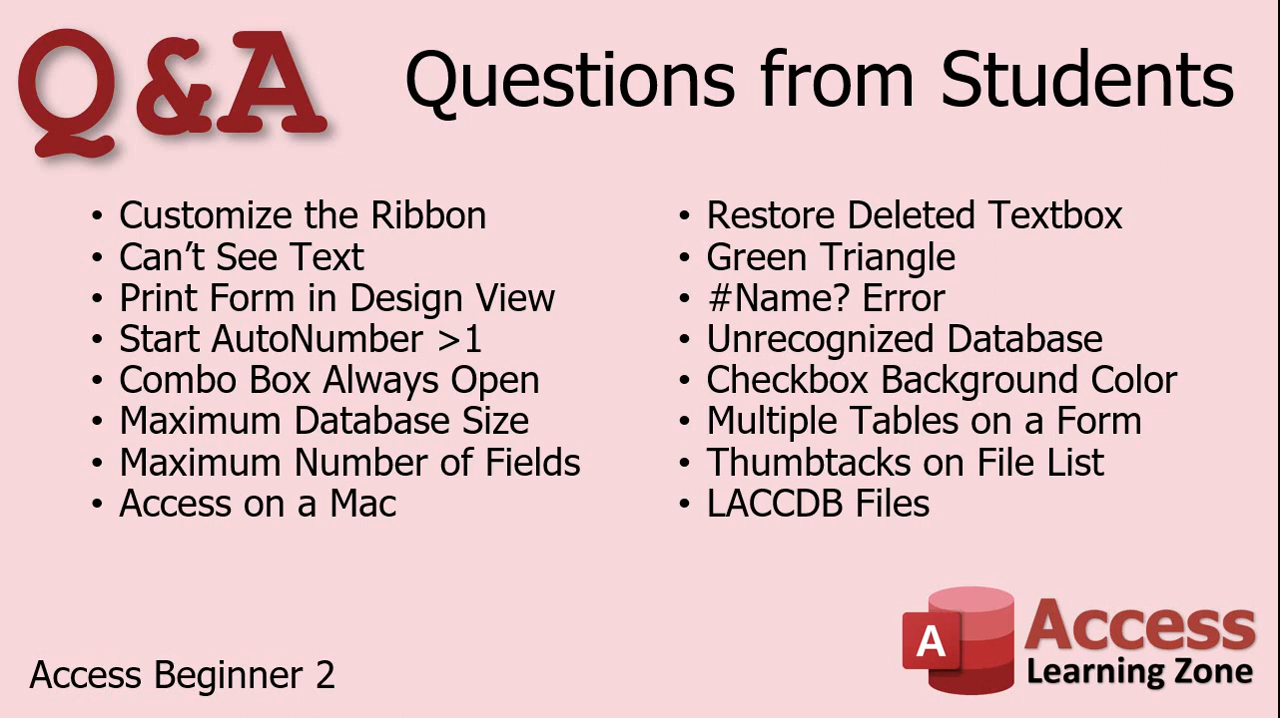 Q&A
Questions from Students
• Customize the Ribbon
• Can’t See Text
• Print Form in Design View
• Start AutoNumber >1
• Combo Box Always Open
• Maximum Database Size
• Maximum Number of Fields
• Access on a Mac
• Restore Deleted Textbox
• Green Triangle
• #Name? Error
• Unrecognized Database
• Checkbox Background Color
• Multiple Tables on a Form
• Thumbtacks on File List
• LACCDB Files
Access Beginner 2
A
Access
Learning Zone